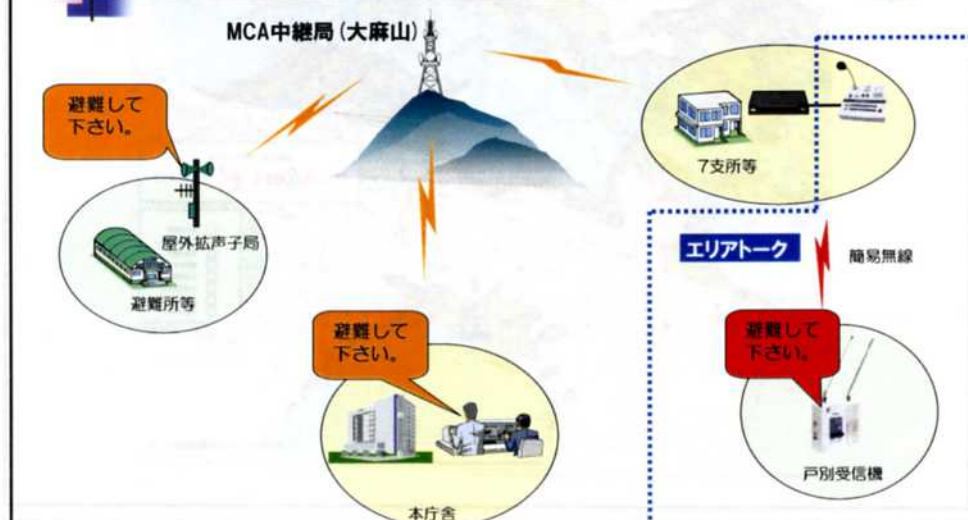 MCA中継局(大麻山)
避難して
下さい。
屋外拡声子局
避難所等
7支所等
エリアトーク
簡易無線
避難して
下さい。
本庁舎
避難して
下さい。
戸別受信機